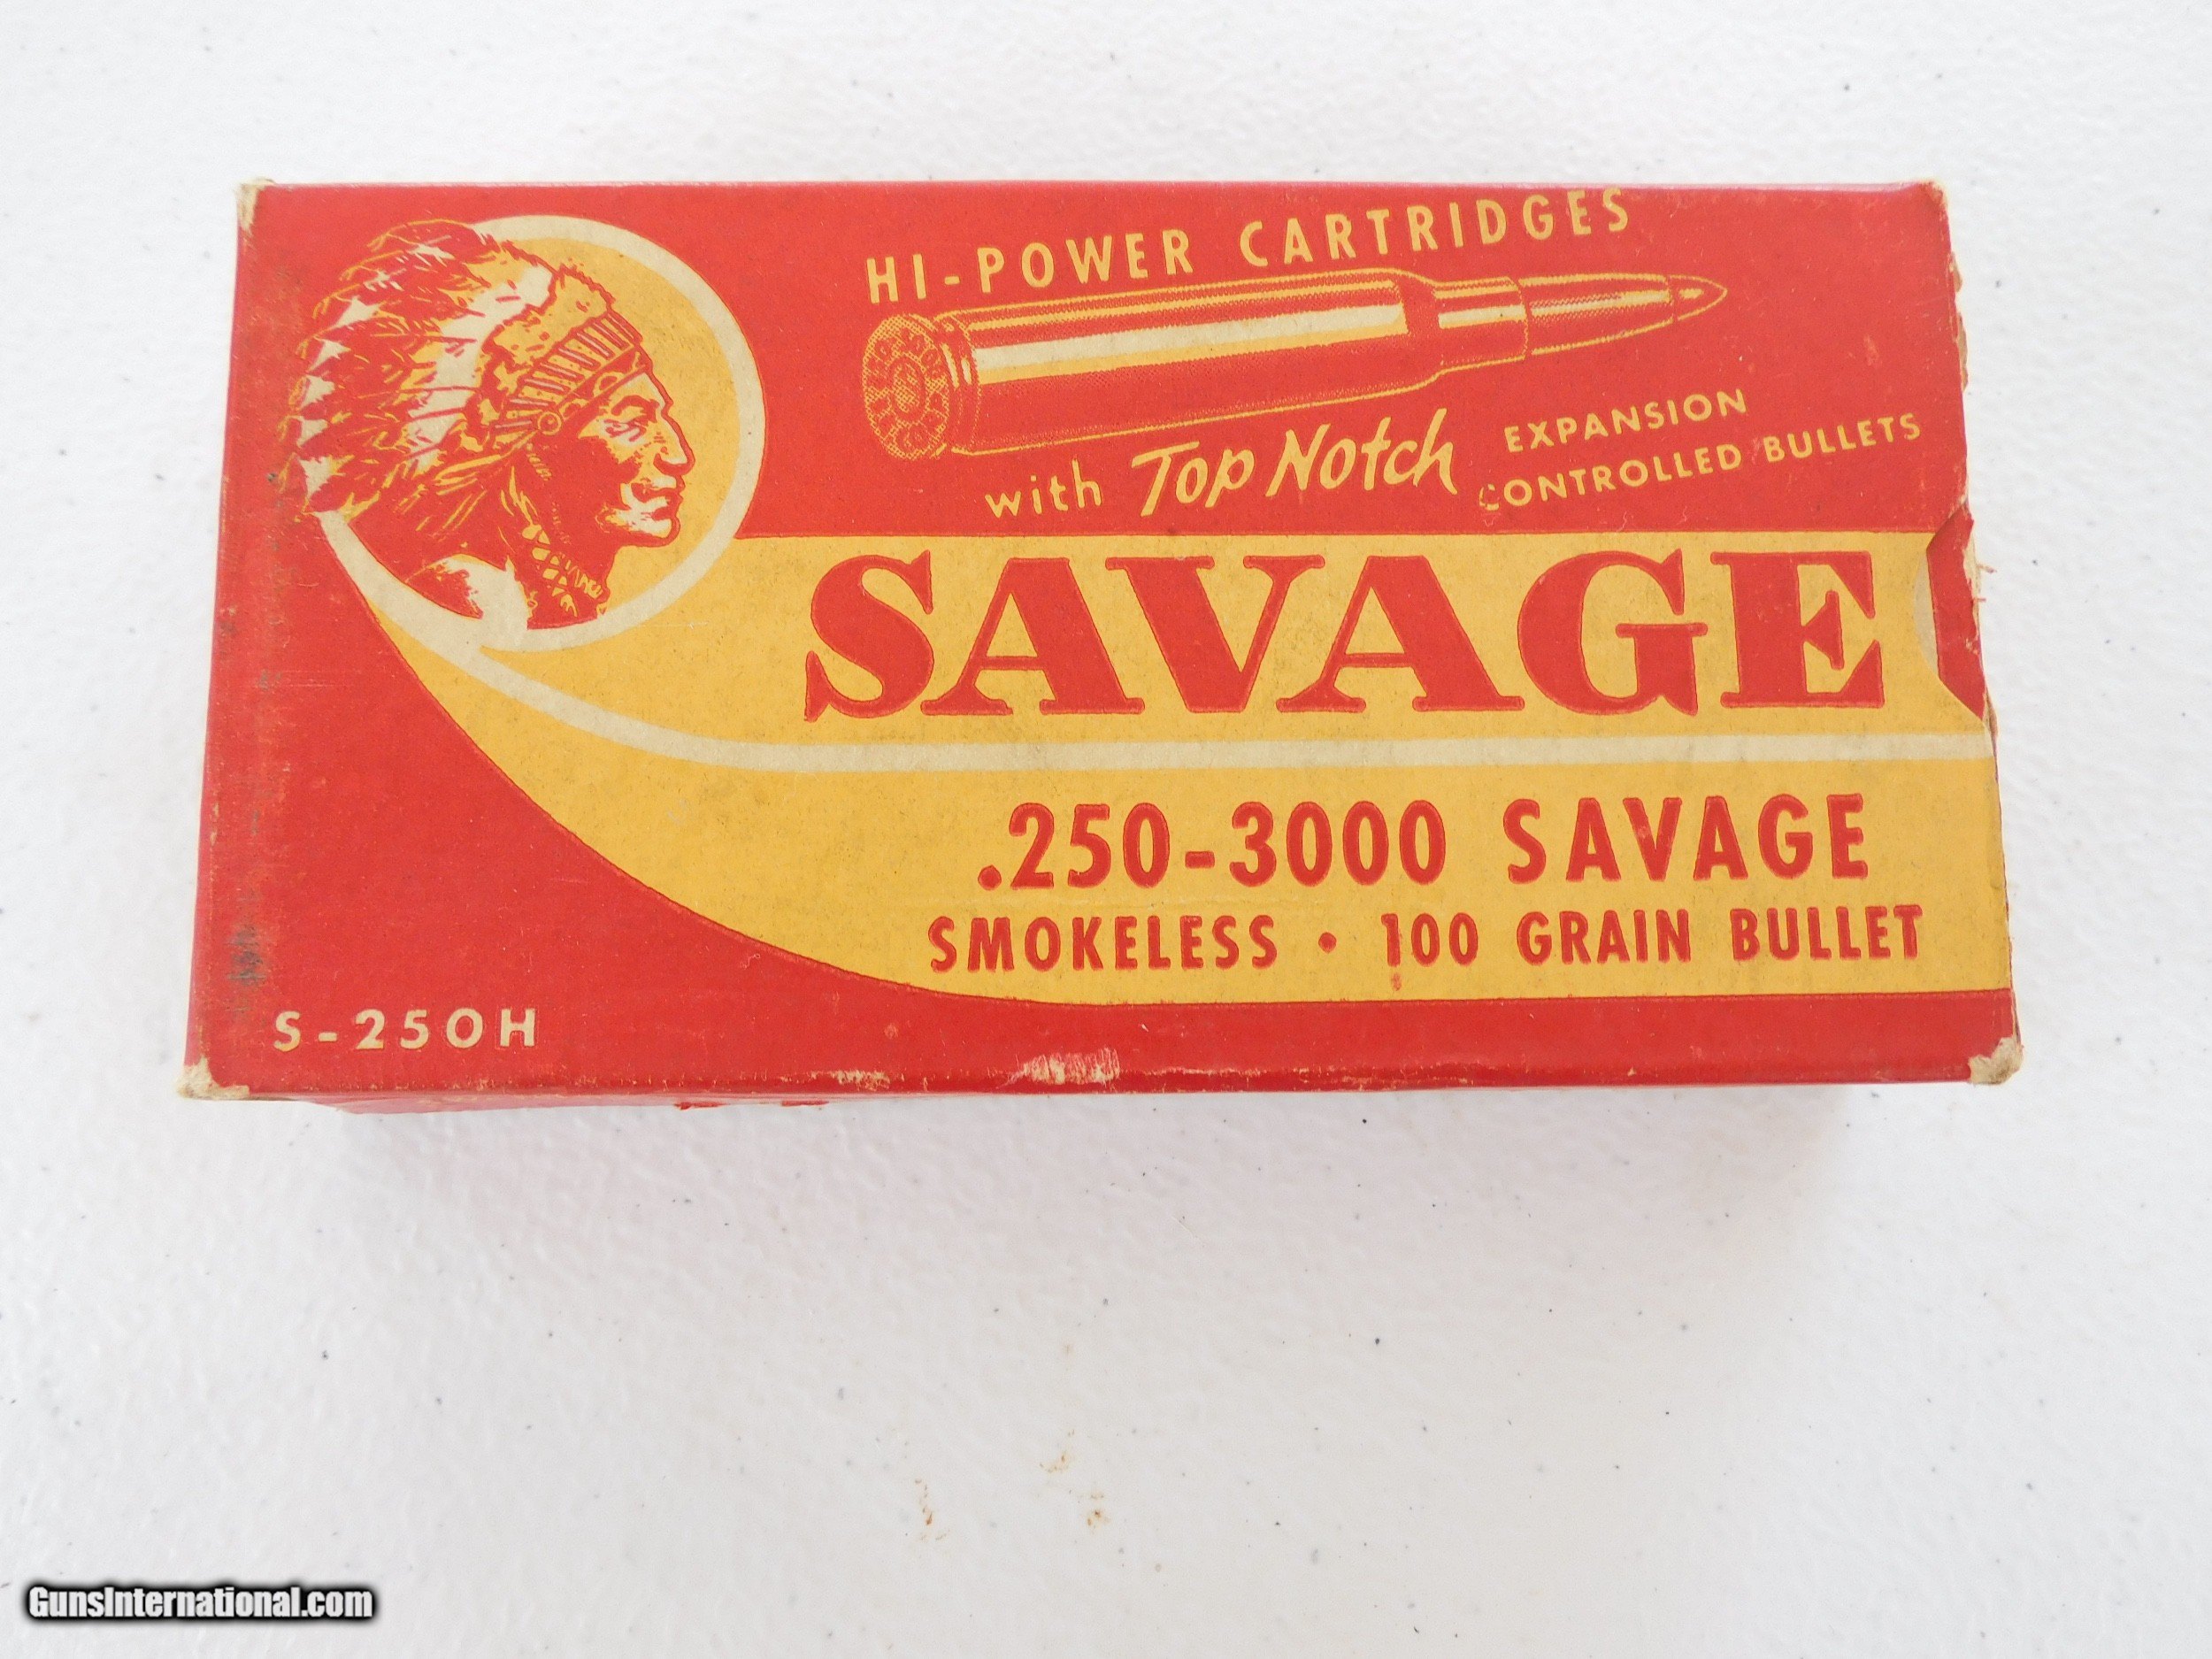 HI-POWER CARTRIDGES
with Top Notch EXPANSION CONTROLLED BULLETS
SAVAGE
.250-3000 SAVAGE
SMOKELESS • 100 GRAIN BULLET
S-250H
GunsInternational.com